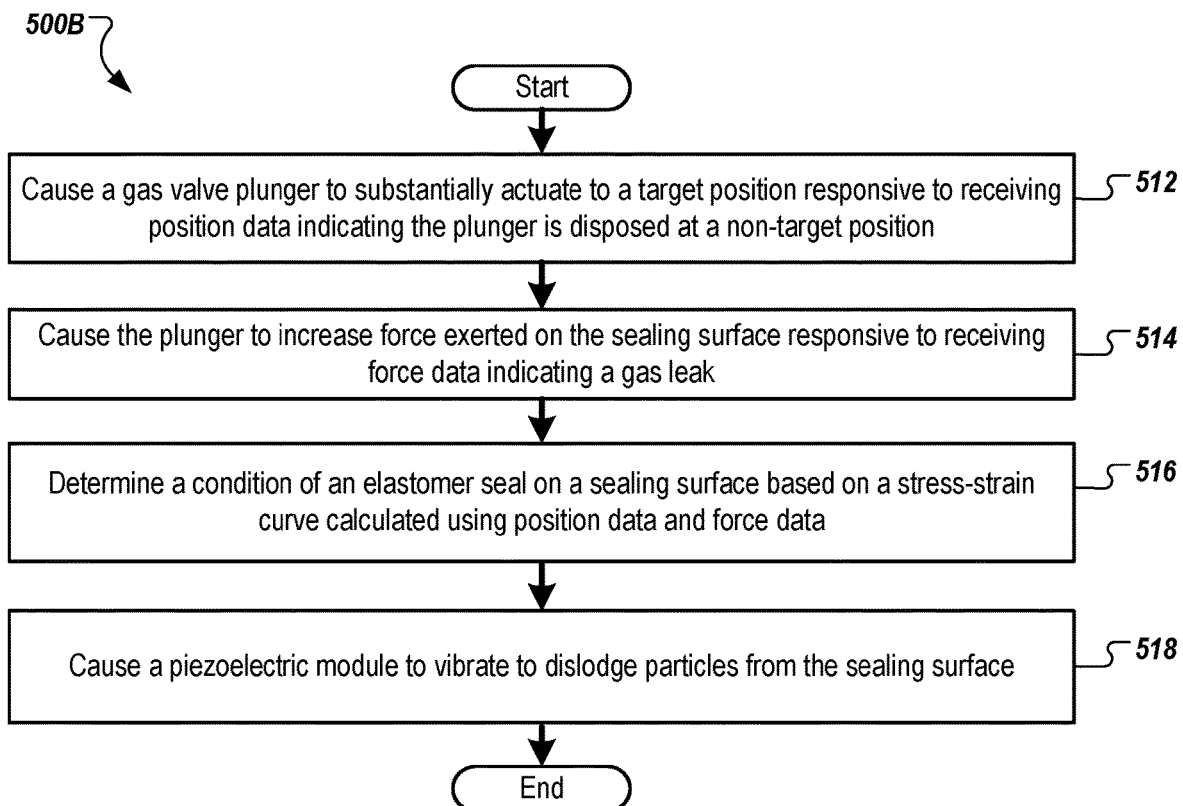 500B
Start
Cause a gas valve plunger to substantially actuate to a target position responsive to receiving
position data indicating the plunger is disposed at a non-target position
512
Cause the plunger to increase force exerted on the sealing surface responsive to receiving
force data indicating a gas leak
514
Determine a condition of an elastomer seal on a sealing surface based on a stress-strain
curve calculated using position data and force data
516
Cause a piezoelectric module to vibrate to dislodge particles from the sealing surface
518
End